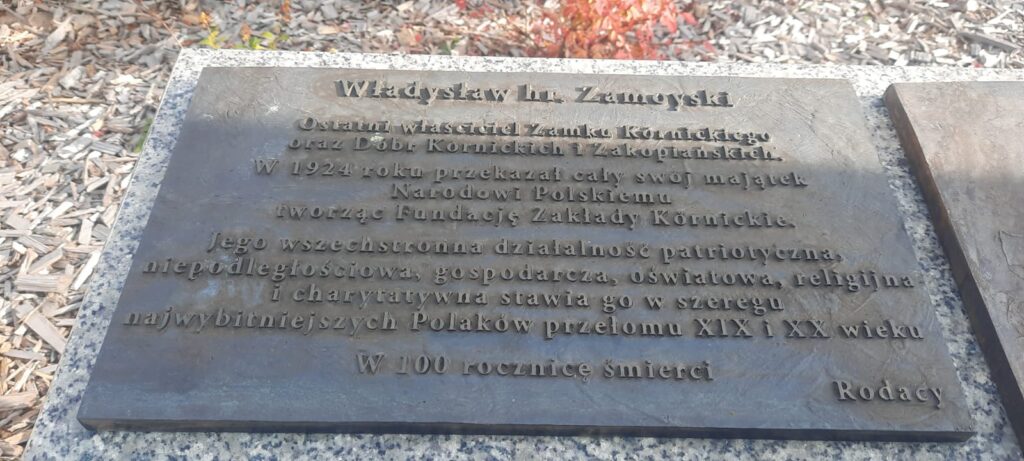 Władysław hr. Zamoyski
Ostatni właściciel Zamku Kórnickiego
oraz Dóbr Kórnickich i Zakopiańskich.
W 1924 roku przekazał cały swój majątek
Narodowi Polskiemu
tworząc Fundację Zakłady Kórnickie.
Jego wszechstronna działalność patriotyczna,
niepodległościowa, gospodarcza, oświatowa, religijna
i charytatywna stawia go w szeregu
najwybitniejszych Polaków przełomu XIX i XX wieku
W 100 rocznicę śmierci
Rodacy